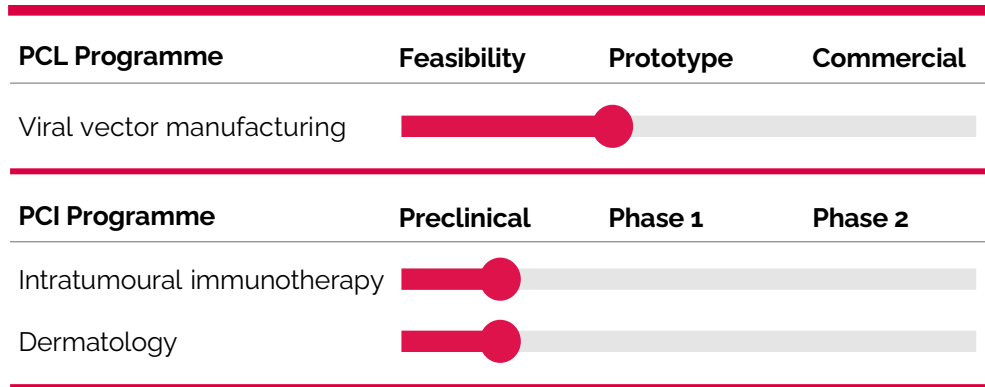 PCL Programme Feasibility Prototype Commercial
Viral vector manufacturing
PCI Programme Preclinical Phase 1 Phase 2
Intratumoural immunotherapy
Dermatology